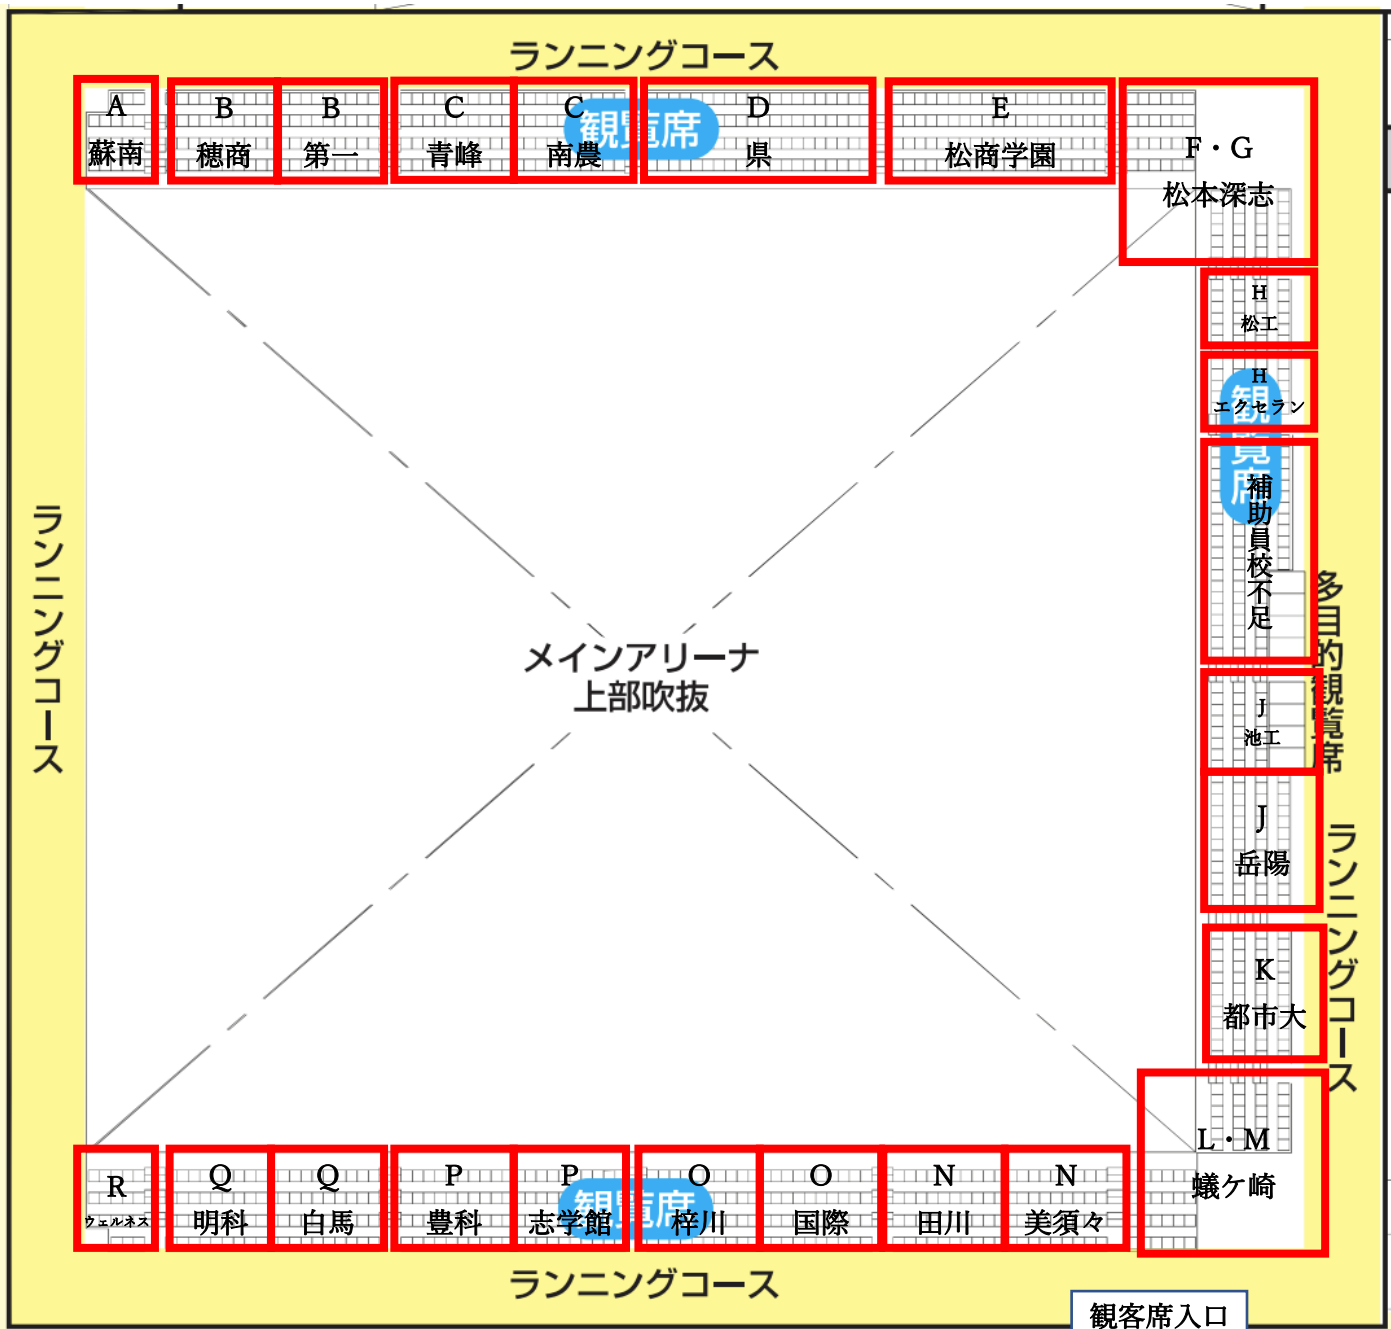 ランニングコース
A
蘇南
B
穂商
B
第一
C
青峰
C
南農
観覧席
D
県
E
松商学園
F・G
松本深志
H
松工
H
エクセラン
観覧席
補助員校不足
多目的観覧席
J
池工
J
岳陽
ランニングコース
K
都市大
L・M
蟻ケ崎
ランニングコース
メインアリーナ
上部吹抜
R
ウェルネス
Q
明科
Q
白馬
P
豊科
P
志学館
観覧席
O
梓川
O
国際
N
田川
N
美須々
ランニングコース
観客席入口